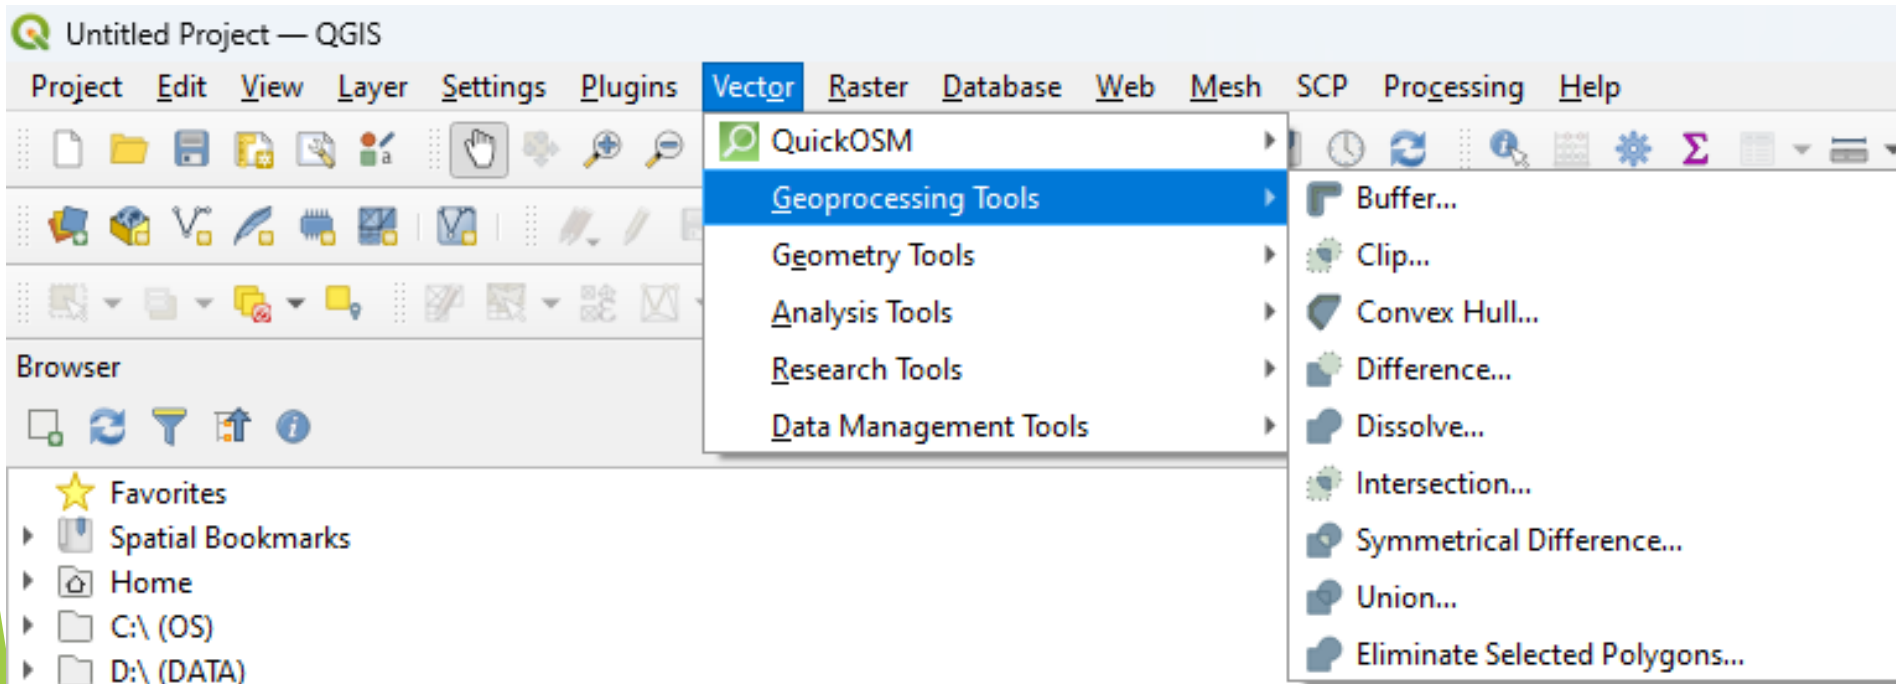 Untitled Project — QGIS
Project Edit View Layer Settings Plugins Vector Raster Database Web Mesh SCP Processing Help
QuickOSM
Geoprocessing Tools
Geometry Tools
Analysis Tools
Research Tools
Data Management Tools
Buffer...
Clip...
Convex Hull...
Difference...
Dissolve...
Intersection...
Symmetrical Difference...
Union...
Eliminate Selected Polygons...
Browser
Favorites
Spatial Bookmarks
Home
C:\ (OS)
D:\ (DATA)